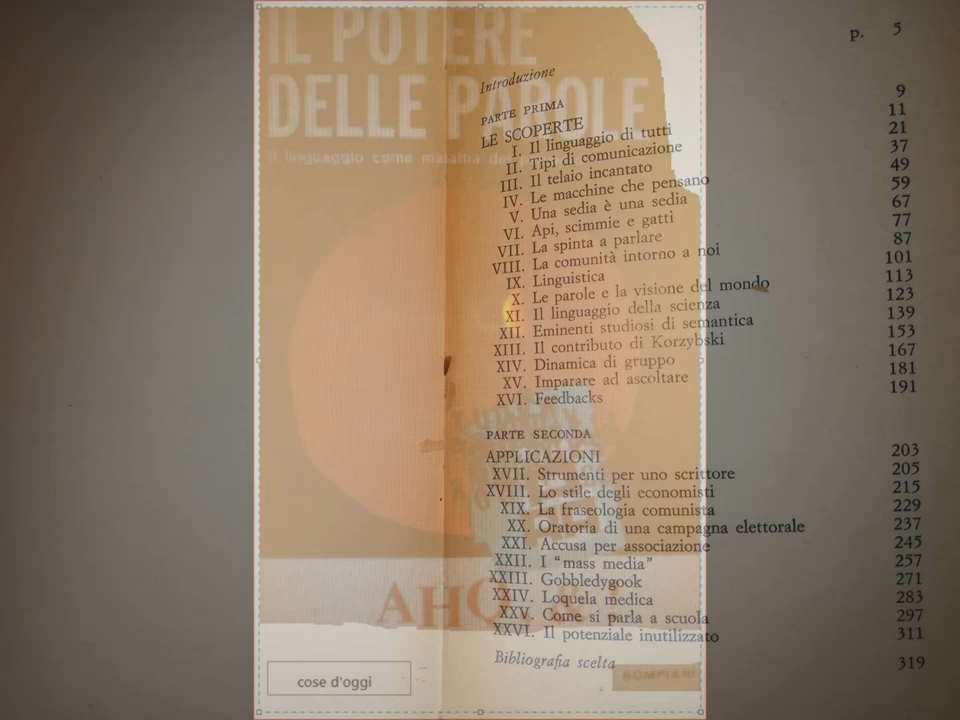 IL POTERE
DELLE PAROLE
Il linguaggio come malattia
Introduzione p. 5
PARTE PRIMA
LE SCOPERTE 9
I. Il linguaggio di tutti 11
II. Tipi di comunicazione 21
III. Il telaio incantato 37
IV. Le macchine che pensano 49
V. Una sedia è una sedia 59
VI. Api, scimmie e gatti 67
VII. La spinta a parlare 77
VIII. La comunità intorno a noi 87
IX. Linguistica 101
X. Le parole e la visione del mondo 113
XI. Il linguaggio della scienza 123
XII. Eminenti studiosi di semantica 139
XIII. Il contributo di Korzybski 153
XIV. Dinamica di gruppo 167
XV. Imparare ad ascoltare 181
XVI. Feedbacks 191
PARTE SECONDA
APPLICAZIONI 203
XVII. Strumenti per uno scrittore 205
XVIII. Lo stile degli economisti 215
XIX. La fraseologia comunista 229
XX. Oratoria di una campagna elettorale 237
XXI. Accusa per associazione 245
XXII. I "mass media" 257
XXIII. Gobbledygook 271
XXIV. Loquela medica 283
XXV. Come si parla a scuola 297
XXVI. Il potenziale inutilizzato 311
Bibliografia scelta 319
cose d'oggi
BOMPIANI